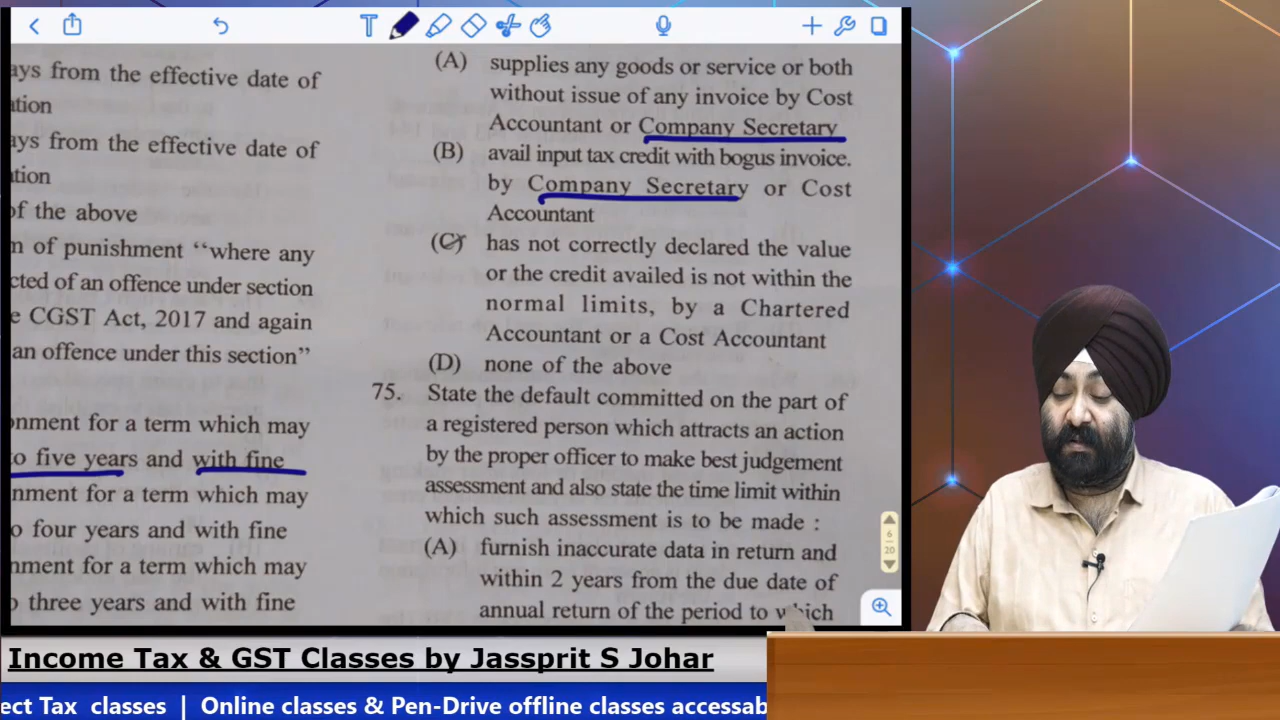 ays from the effective date of
ation
ays from the effective date of
ation
of the above
m of punishment “where any
cted of an offence under section
e CGST Act, 2017 and again
an offence under this section”
onment for a term which may
to five years and with fine
nment for a term which may
o four years and with fine
nment for a term which may
o three years and with fine
(A) supplies any goods or service or both
without issue of any invoice by Cost
Accountant or Company Secretary
(B) avail input tax credit with bogus invoice.
by Company Secretary or Cost
Accountant
(C) has not correctly declared the value
or the credit availed is not within the
normal limits, by a Chartered
Accountant or a Cost Accountant
(D) none of the above
75. State the default committed on the part of
a registered person which attracts an action
by the proper officer to make best judgement
assessment and also state the time limit within
which such assessment is to be made :
(A) furnish inaccurate data in return and
within 2 years from the due date of
annual return of the period to which
6
20
Income Tax & GST Classes by Jassprit S Johar
ect Tax classes | Online classes & Pen-Drive offline classes accessab